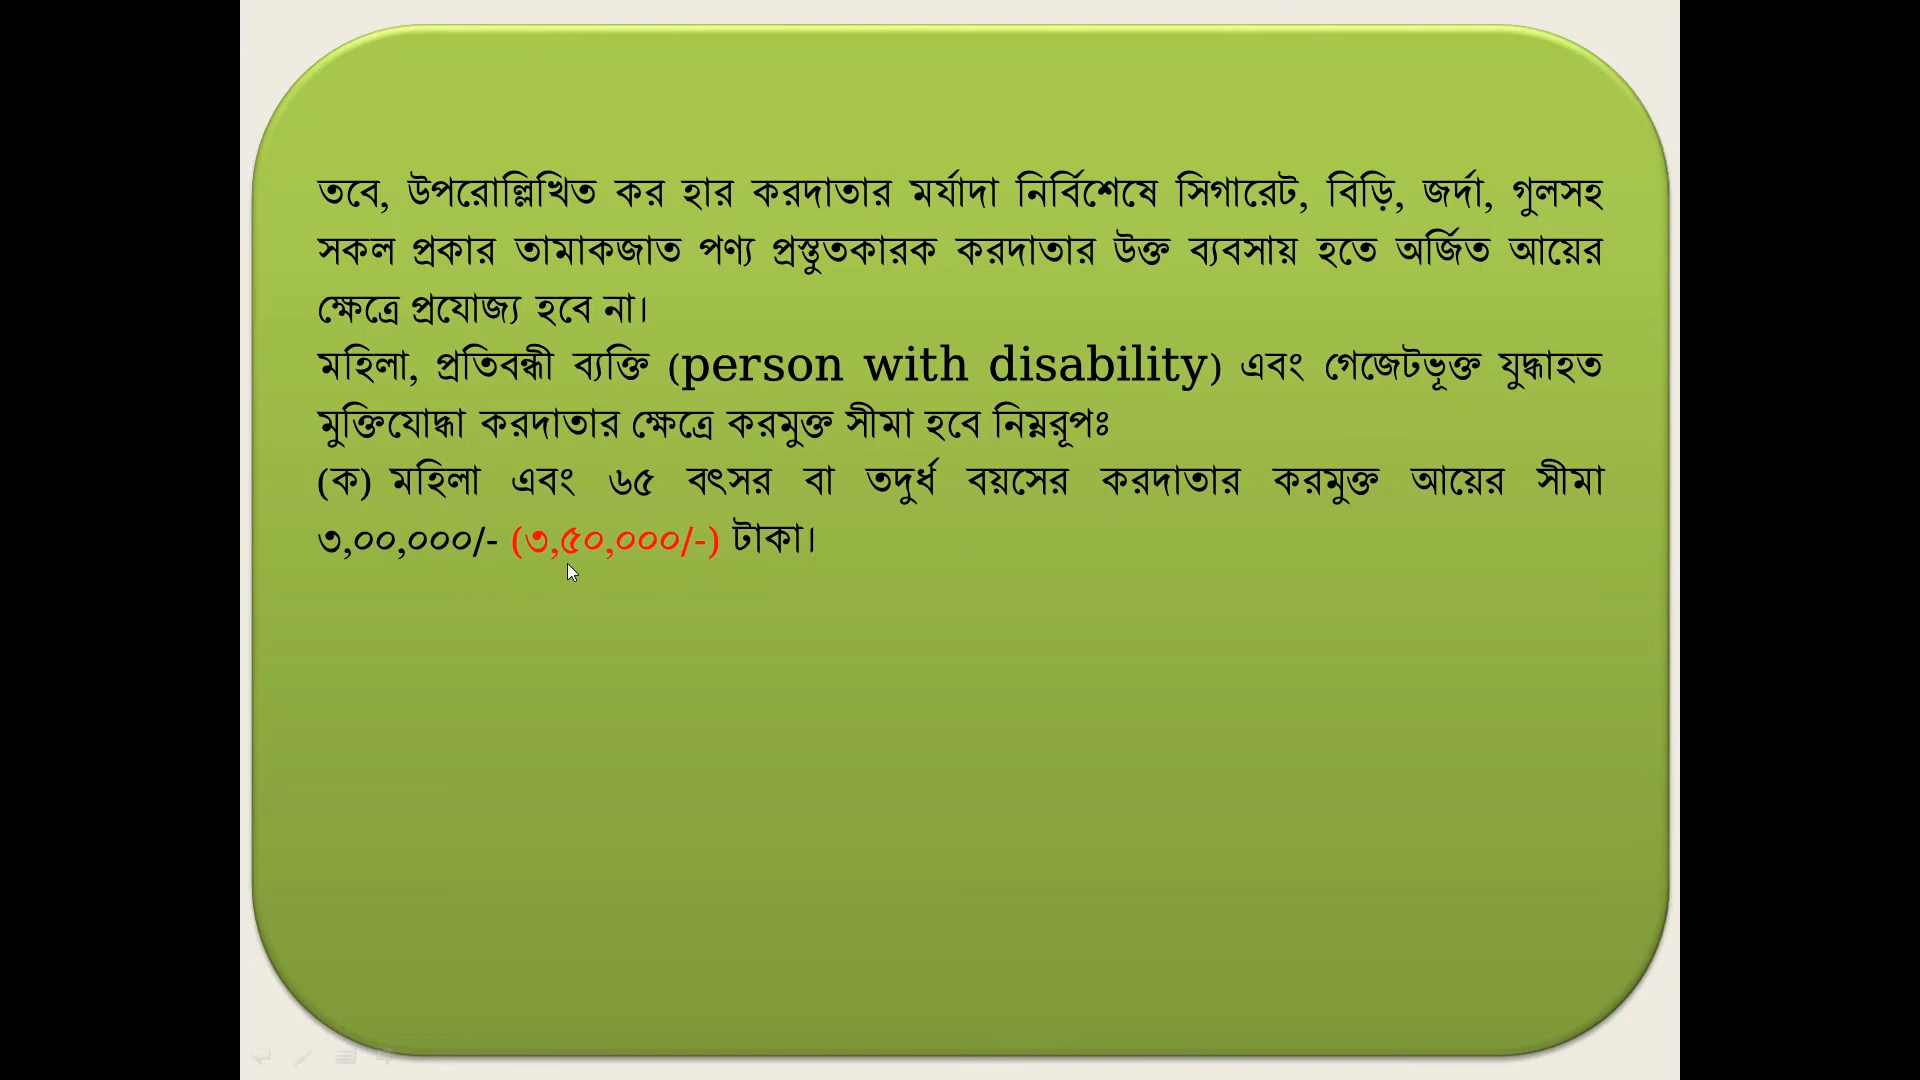 তবে, উপরোল্লিখিত কর হার করদাতার মর্যাদা নির্বিশেষে সিগারেট, বিড়ি, জর্দা, গুলসহ
সকল প্রকার তামাকজাত পণ্য প্রস্তুতকারক করদাতার উক্ত ব্যবসায় হতে অর্জিত আয়ের
ক্ষেত্রে প্রযোজ্য হবে না।
মহিলা, প্রতিবন্ধী ব্যক্তি (person with disability) এবং গেজেটভূক্ত যুদ্ধাহত
মুক্তিযোদ্ধা করদাতার ক্ষেত্রে করমুক্ত সীমা হবে নিম্নরূপঃ
(ক) মহিলা এবং ৬৫ বৎসর বা তদুর্ধ বয়সের করদাতার করমুক্ত আয়ের সীমা
৩,০০,০০০/- (৩,৫০,০০০/-) টাকা।